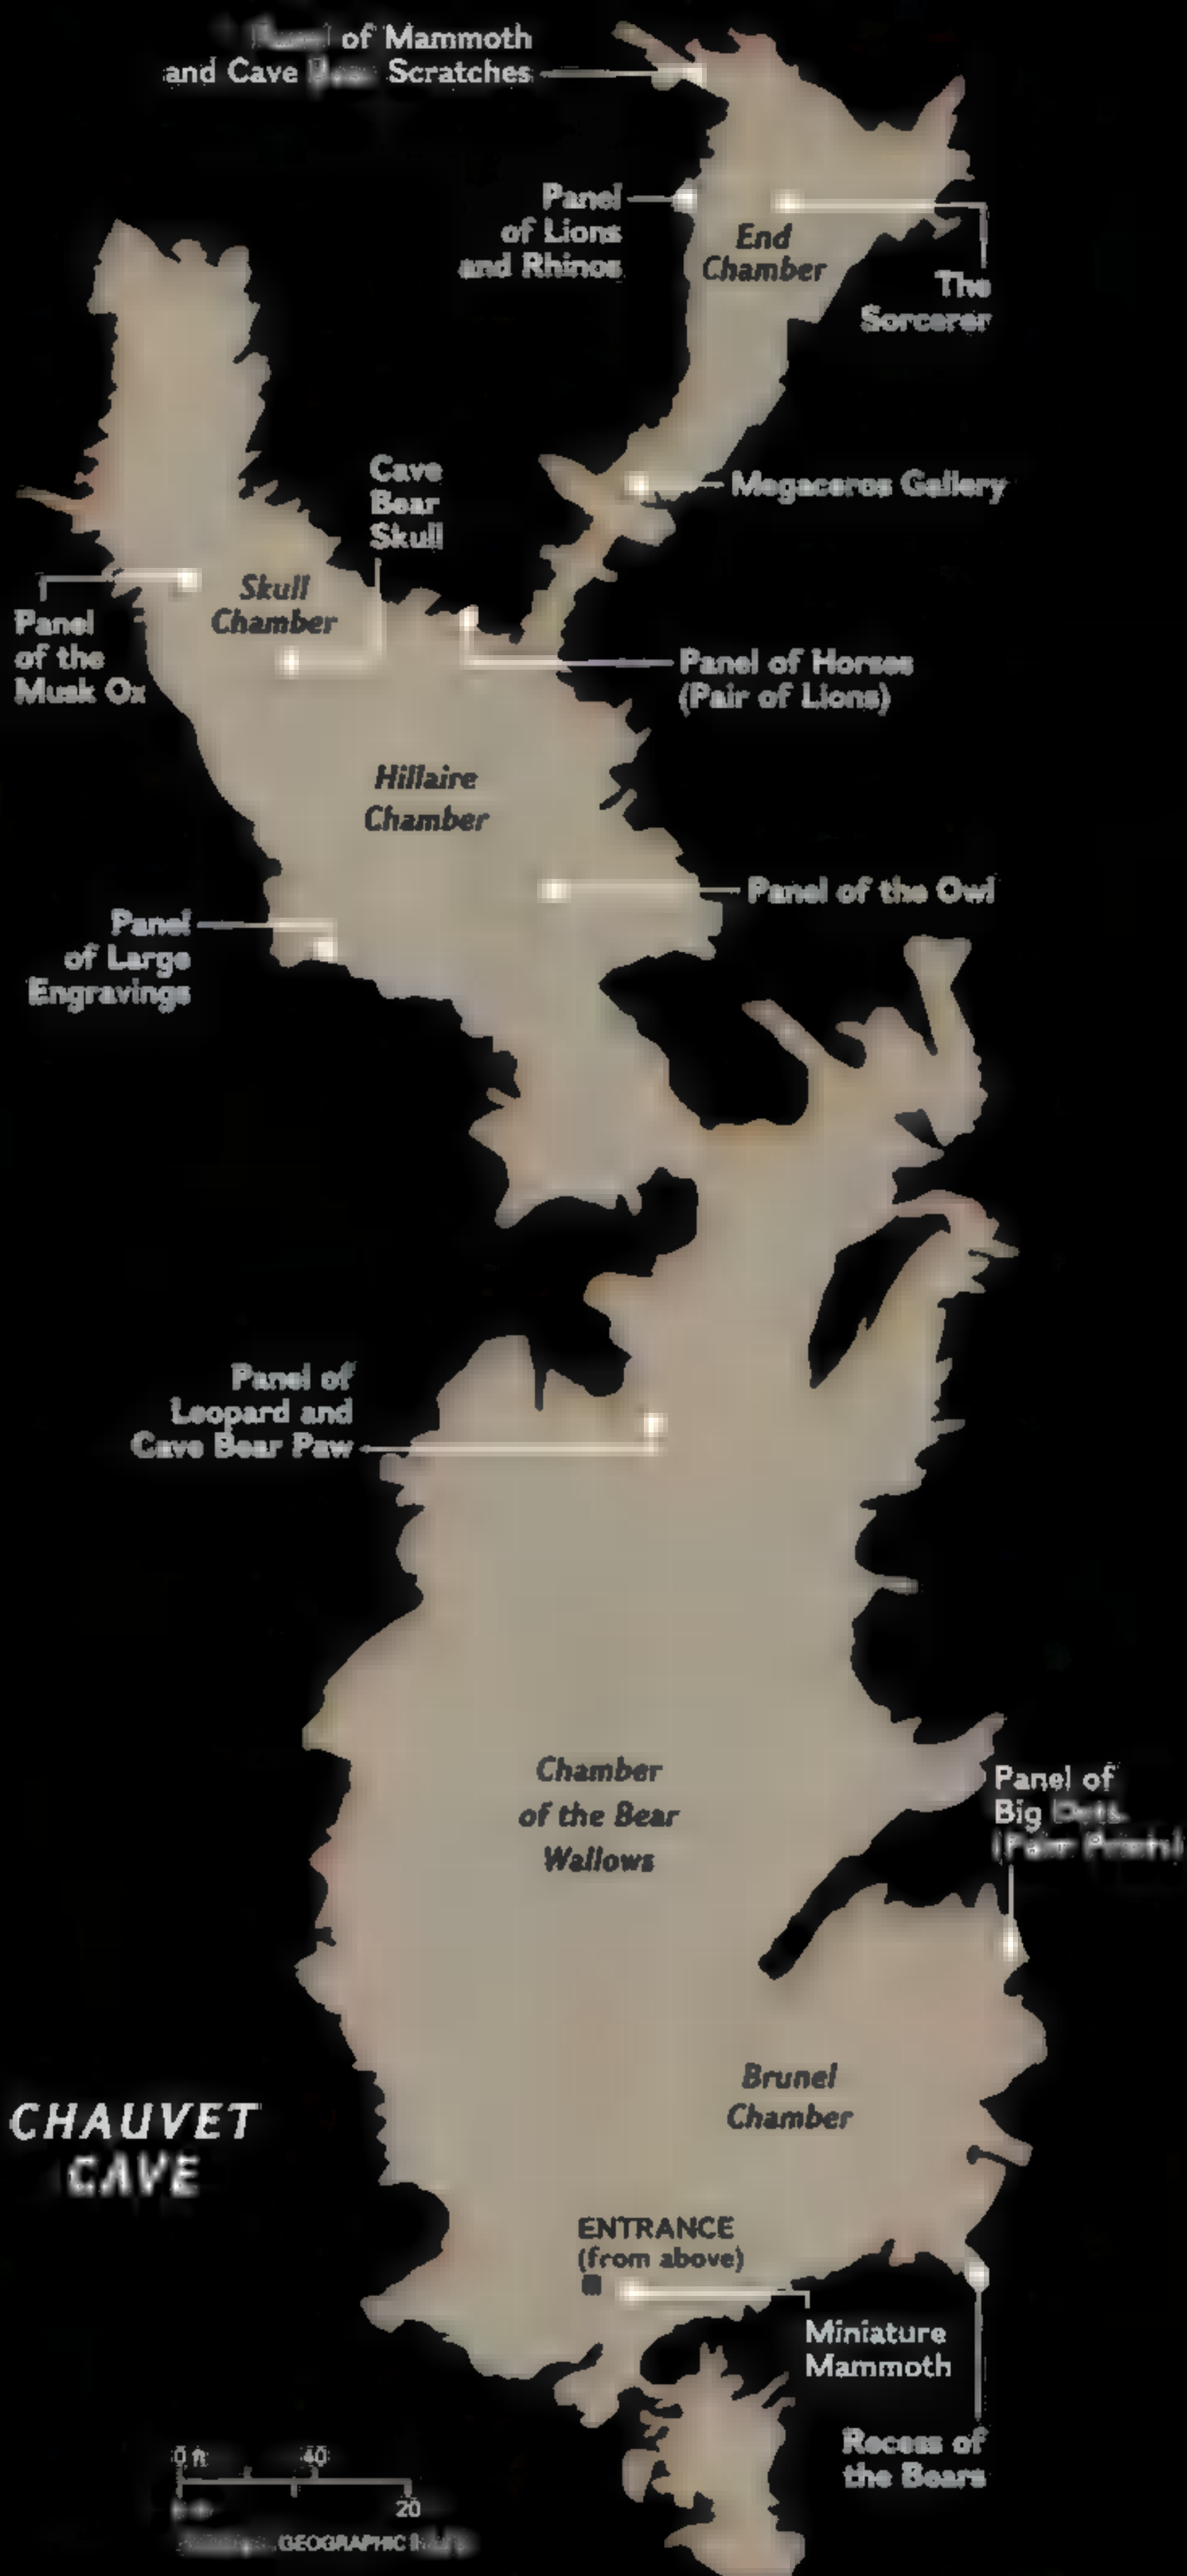 of Mammoth
and Cave Scratches
Panel
of Lions
and Rhinos
End
Chamber
The
Sorcerer
Cave
Bear
Skull
Megaceros Gallery
Skull
Chamber
Panel
of the
Musk Ox
Panel of Horses
(Pair of Lions)
Hillaire
Chamber
Panel of the Owl
Panel
of Large
Engravings
Panel of
Leopard and
Cave Bear Paw
Chamber
of the Bear
Wallows
Panel of
Big
Brunel
Chamber
CHAUVET
CAVE
ENTRANCE
(from above)
Miniature
Mammoth
Recess of
the Bears
0 ft 40
20
GEOGRAPHIC